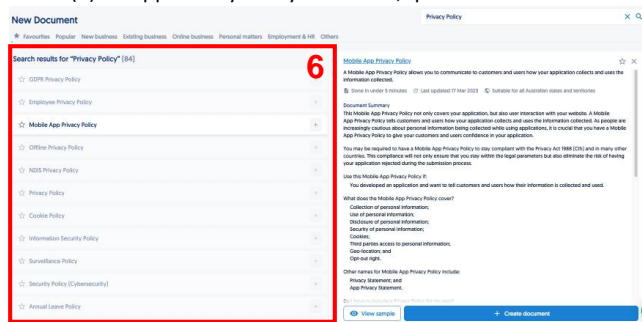 New Document
Privacy Policy
Favourites Popular New business Existing business Online business Personal matters Employment & HR Others
Search results for "Privacy Policy" (84)
6
GDPR Privacy Policy
Employee Privacy Policy
Mobile App Privacy Policy
Offline Privacy Policy
NDIS Privacy Policy
Privacy Policy
Cookie Policy
Information Security Policy
Surveillance Policy
Security Policy (Cybersecurity)
Annual Leave Policy
Mobile App Privacy Policy
A Mobile App Privacy Policy allows you to communicate to customers and users how your application collects and uses the
information collected.
Done in under 5 minutes Last updated 17 Mar 2023 Suitable for all Australian states and territories
Document Summary
This Mobile App Privacy Policy not only covers your application, but also user interaction with your website. A Mobile
App Privacy Policy tells customers and users how your application collects and uses the information collected. As people are
increasingly cautious about personal information being collected while using applications, it is crucial that you have a Mobile
App Privacy Policy to give your customers and users confidence in your application.
You may be required to have a Mobile App Privacy Policy to stay compliant with the Privacy Act 1988 (Cth) and in many other
countries. This compliance will not only ensure that you stay within the legal parameters but also eliminate the risk of having
your application rejected during the submission process.
Use this Mobile App Privacy Policy if:
You developed an application and want to tell customers and users how their information is collected and used.
What does the Mobile App Privacy Policy cover?
Collection of personal information;
Use of personal information;
Disclosure of personal information;
Security of personal information;
Cookies;
Third parties access to personal information;
Geo-location; and
Opt-out right.
Other names for Mobile App Privacy Policy include:
Privacy Statement; and
App Privacy Statement.
View sample
+ Create document